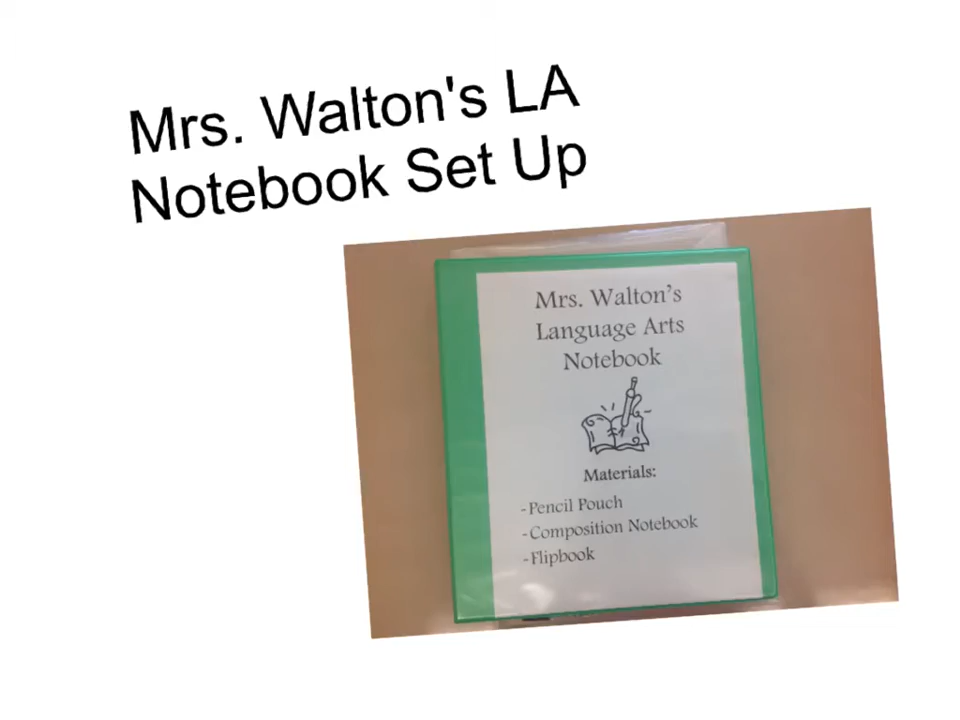 Mrs. Walton's LA
Notebook Set Up
Mrs. Walton's
Language Arts
Notebook
Materials:
-Pencil Pouch
-Composition Notebook
-Flipbook